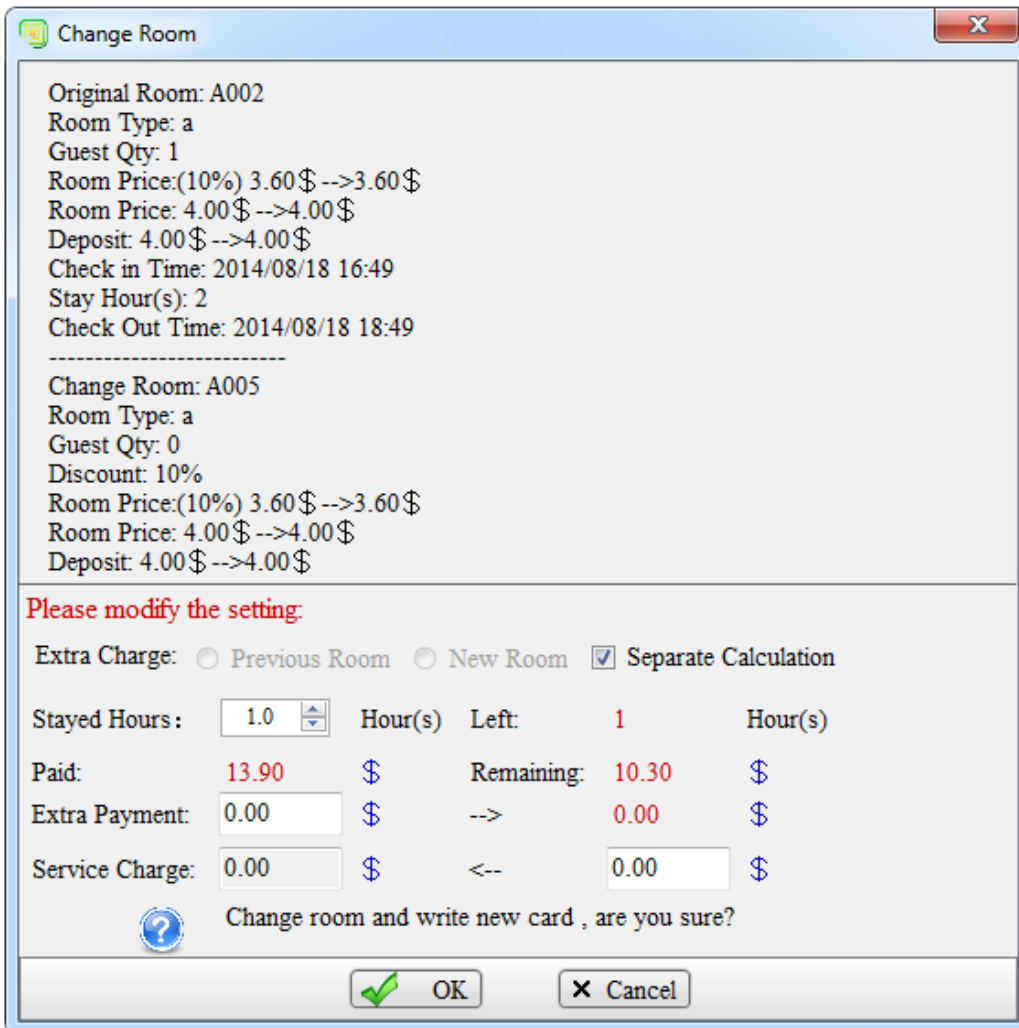 Change Room
Original Room: A002
Room Type: a
Guest Qty: 1
Room Price:(10%) 3.60$-->3.60$
Room Price: 4.00$-->4.00$
Deposit: 4.00$-->4.00$
Check in Time: 2014/08/18 16:49
Stay Hour(s): 2
Check Out Time: 2014/08/18 18:49
--------------------------
Change Room: A005
Room Type: a
Guest Qty: 0
Discount: 10%
Room Price:(10%) 3.60$-->3.60$
Room Price: 4.00$-->4.00$
Deposit: 4.00$-->4.00$
Please modify the setting:
Extra Charge: Previous Room New Room Separate Calculation
Stayed Hours: 1.0 Hour(s) Left: 1 Hour(s)
Paid: 13.90 $ Remaining: 10.30 $
Extra Payment: 0.00 $ --> 0.00 $
Service Charge: 0.00 $ <-- 0.00 $
Change room and write new card , are you sure?
OK Cancel